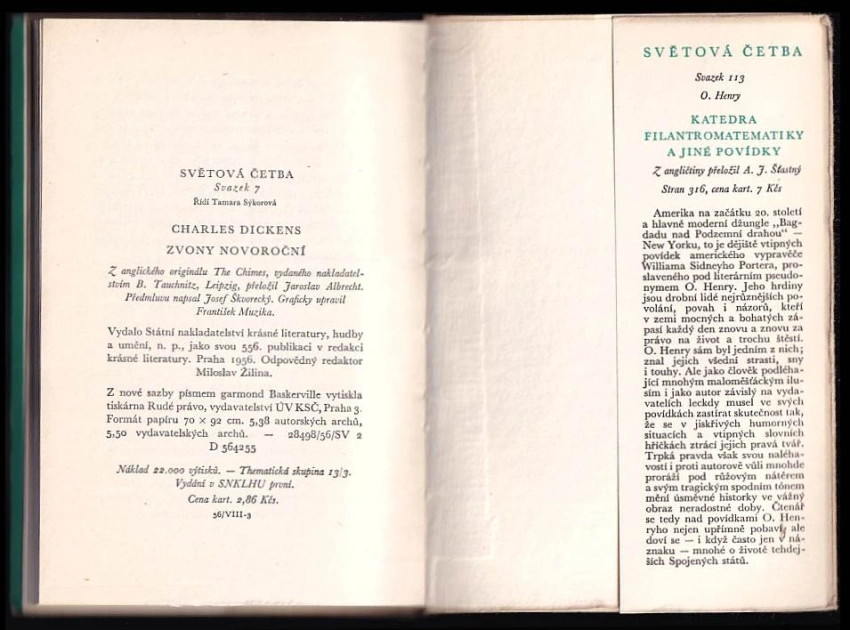 SVĚTOVÁ ČETBA
Svazek 7
Řídí Tamara Sýkorová
CHARLES DICKENS
ZVONY NOVOROČNÍ
Z anglického originálu The Chimes, vydaného nakladatel-
stvím B. Tauchnitz, Leipzig, přeložil Jaroslav Albrecht.
Předmluvu napsal Josef Škvorecký. Graficky upravil
František Muzika.
Vydalo Státní nakladatelství krásné literatury, hudby
a umění, n. p., jako svou 556. publikaci v redakci
krásné literatury. Praha 1956. Odpovědný redaktor
Miloslav Žilina.
Z nové sazby písmem garmond Baskerville vytiskla
tiskárna Rudé právo, vydavatelství ÚV KSČ, Praha 3.
Formát papíru 70 × 92 cm. 5,38 autorských archů,
5,50 vydavatelských archů. — 28498/56/SV 2
D 564255
Náklad 22.000 výtisků. — Thematická skupina 13/3.
Vydání v SNKLHU první.
Cena kart. 2,86 Kčs.
56/VIII-3
SVĚTOVÁ ČETBA
Svazek 113
O. Henry
KATEDRA
FILANTROMATEMATIKY
A JINÉ POVÍDKY
Z angličtiny přeložil A. J. Šťastný
Stran 316, cena kart. 7 Kčs
Amerika na začátku 20. století
a hlavně moderní džungle „Bag-
dadu nad Podzemní drahou“ —
New Yorku, to je dějiště vtipných
povídek amerického vypravěče
Williama Sidneyho Portera, pro-
slaveného pod literárním pseudo-
nymem O. Henry. Jeho hrdiny
jsou drobní lidé nejrůznějších po-
volání, povah i názorů, kteří
v zemi mocných a bohatých zá-
pasí každý den znovu a znovu za
právo na život a trochu štěstí.
O. Henry sám byl jedním z nich;
znal jejich všední strasti, sny
i touhy. Ale jako člověk podléha-
jící mnohým maloměšťáckým ilu-
sím i jako autor závislý na vyda-
vatelích leckdy musel ve svých
povídkách zastírat skutečnost tak,
že se v jiskřivých humorných
situacích a vtipných slovních
hříčkách ztrácí jejich pravá tvář.
Trpká pravda však svou naléha-
vostí i proti autorově vůli mnohde
proráží pod růžovým nátěrem
a svým tragickým spodním tónem
mění úsměvné historky ve vážný
obraz neradostné doby. Čtenář
se tedy nad povídkami O. Hen-
ryho nejen upřímně pobaví, ale
doví se — i když často jen v ná-
znaku — mnohé o životě tehdej-
ších Spojených států.